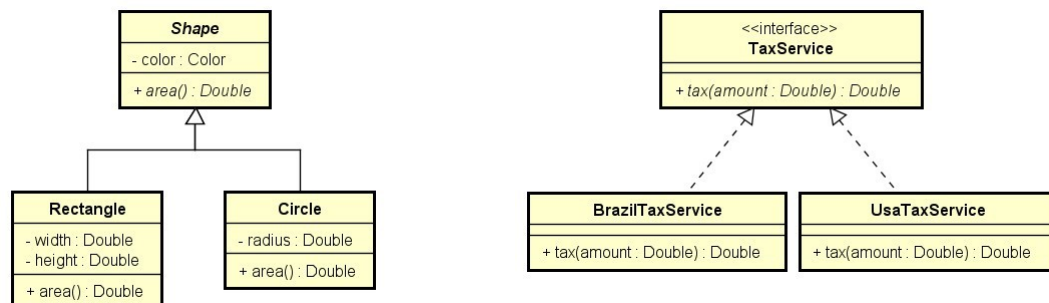 Shape
- color : Color
+ area() : Double
Rectangle
- width : Double
- height : Double
+ area() : Double
Circle
- radius : Double
+ area() : Double
<<interface>>
TaxService
+ tax(amount : Double) : Double
BrazilTaxService
+ tax(amount : Double) : Double
UsaTaxService
+ tax(amount : Double) : Double